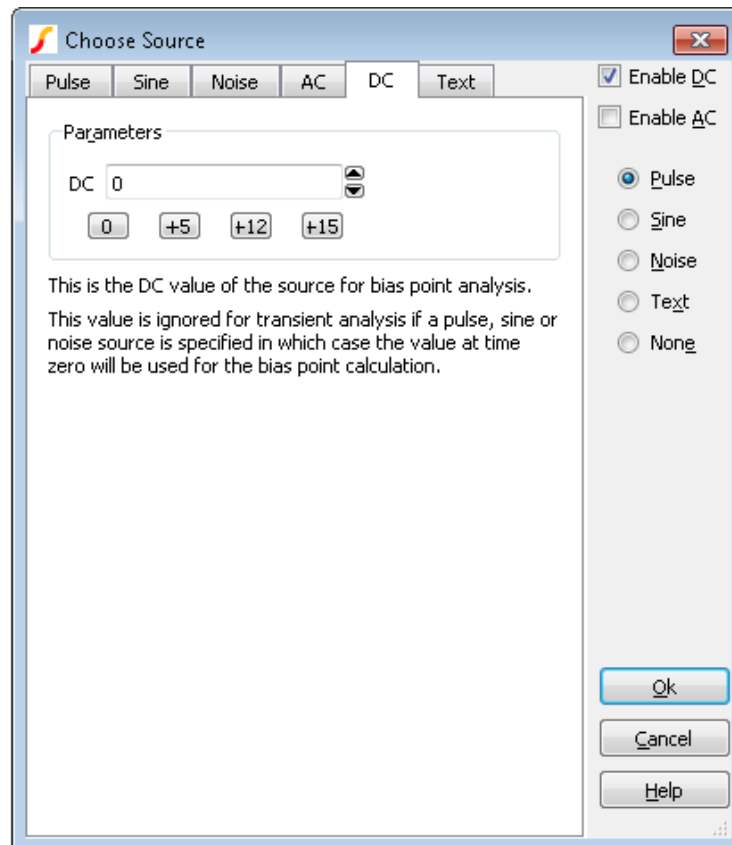 Choose Source
Pulse Sine Noise AC DC Text
Enable DC
Enable AC
Parameters
DC 0
0 +5 +12 +15
This is the DC value of the source for bias point analysis.
This value is ignored for transient analysis if a pulse, sine or
noise source is specified in which case the value at time
zero will be used for the bias point calculation.
Pulse
Sine
Noise
Text
None
Ok
Cancel
Help